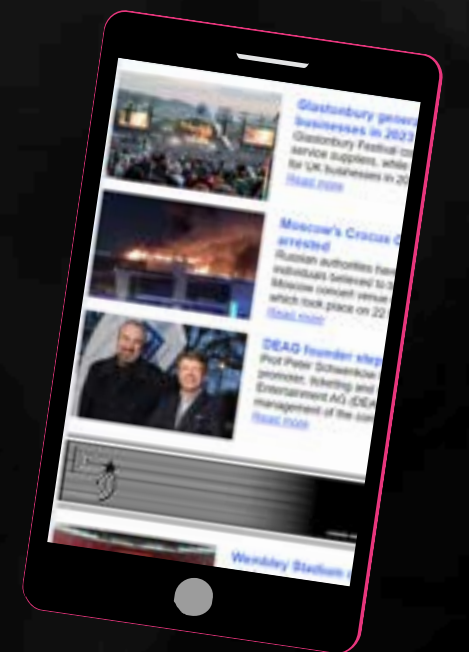 Glastonbury gener
businesses in 2023
Glastonbury Festival co
service suppliers, while
for UK businesses in 20
Read more
Moscow's Crocus C
arrested
Russian authorities have
individuals believed to
Moscow concert venue
which took place on 22
Read more
DEAG founder step
Prof Peter Schwenkow
promoter, ticketing and
Entertainment AG (DEA
management of the com
Read more
Wembley Stadium